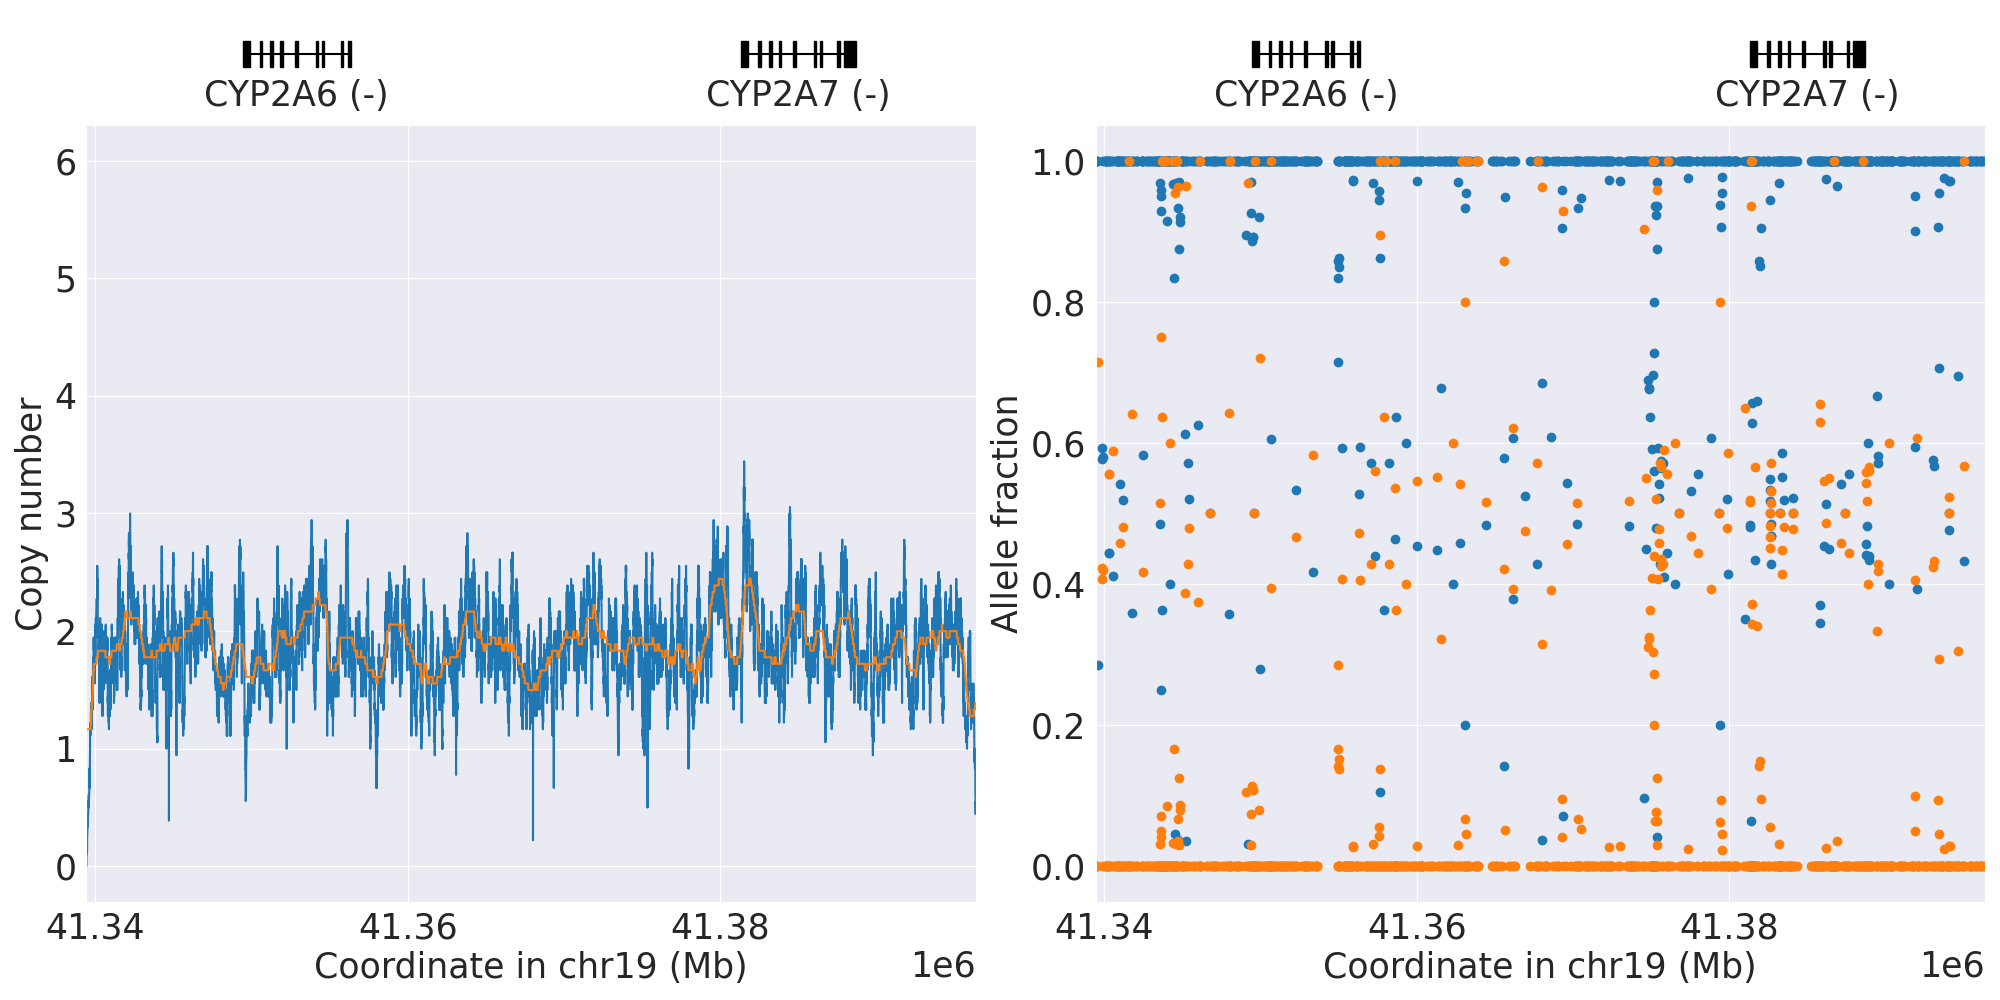 CYP2A6 (-)
CYP2A7 (-)
CYP2A6 (-)
CYP2A7 (-)
Copy number
6
5
4
3
2
1
0
41.34
41.36
41.38
Coordinate in chr19 (Mb)
1e6
Allele fraction
1.0
0.8
0.6
0.4
0.2
0.0
41.34
41.36
41.38
Coordinate in chr19 (Mb)
1e6